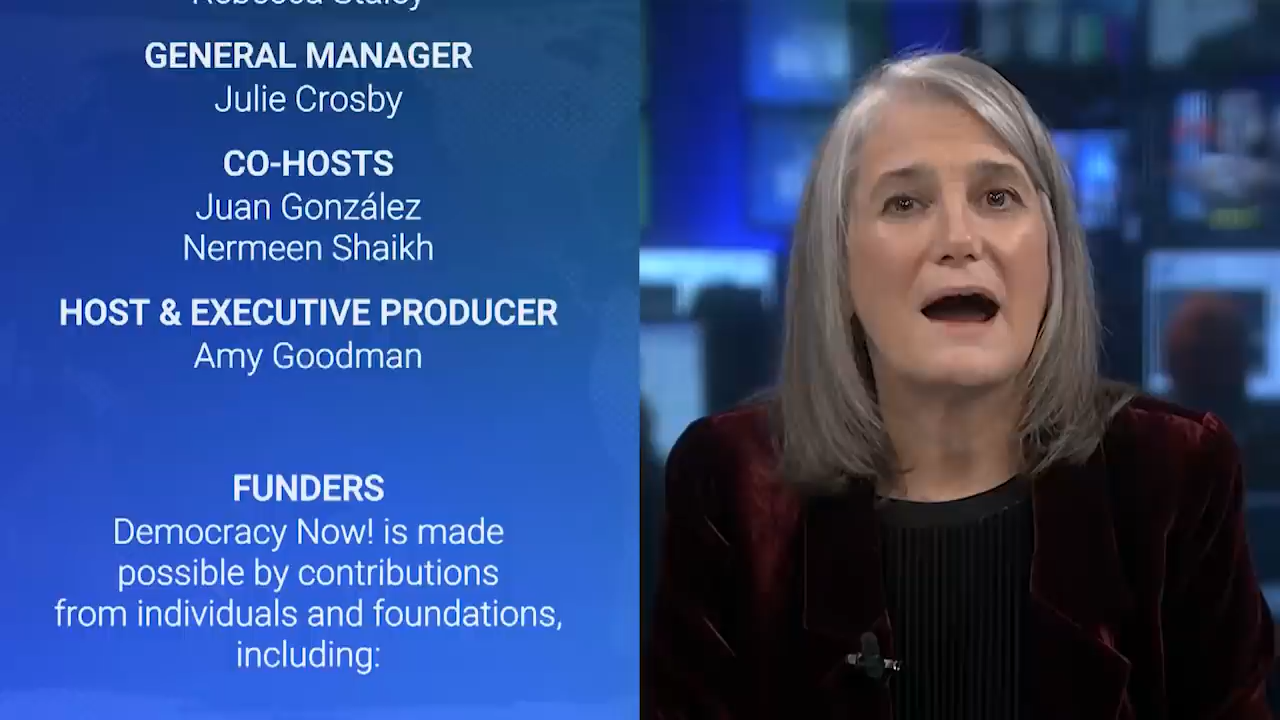 GENERAL MANAGER
Julie Crosby
CO-HOSTS
Juan González
Nermeen Shaikh
HOST & EXECUTIVE PRODUCER
Amy Goodman
FUNDERS
Democracy Now! is made
possible by contributions
from individuals and foundations,
including: